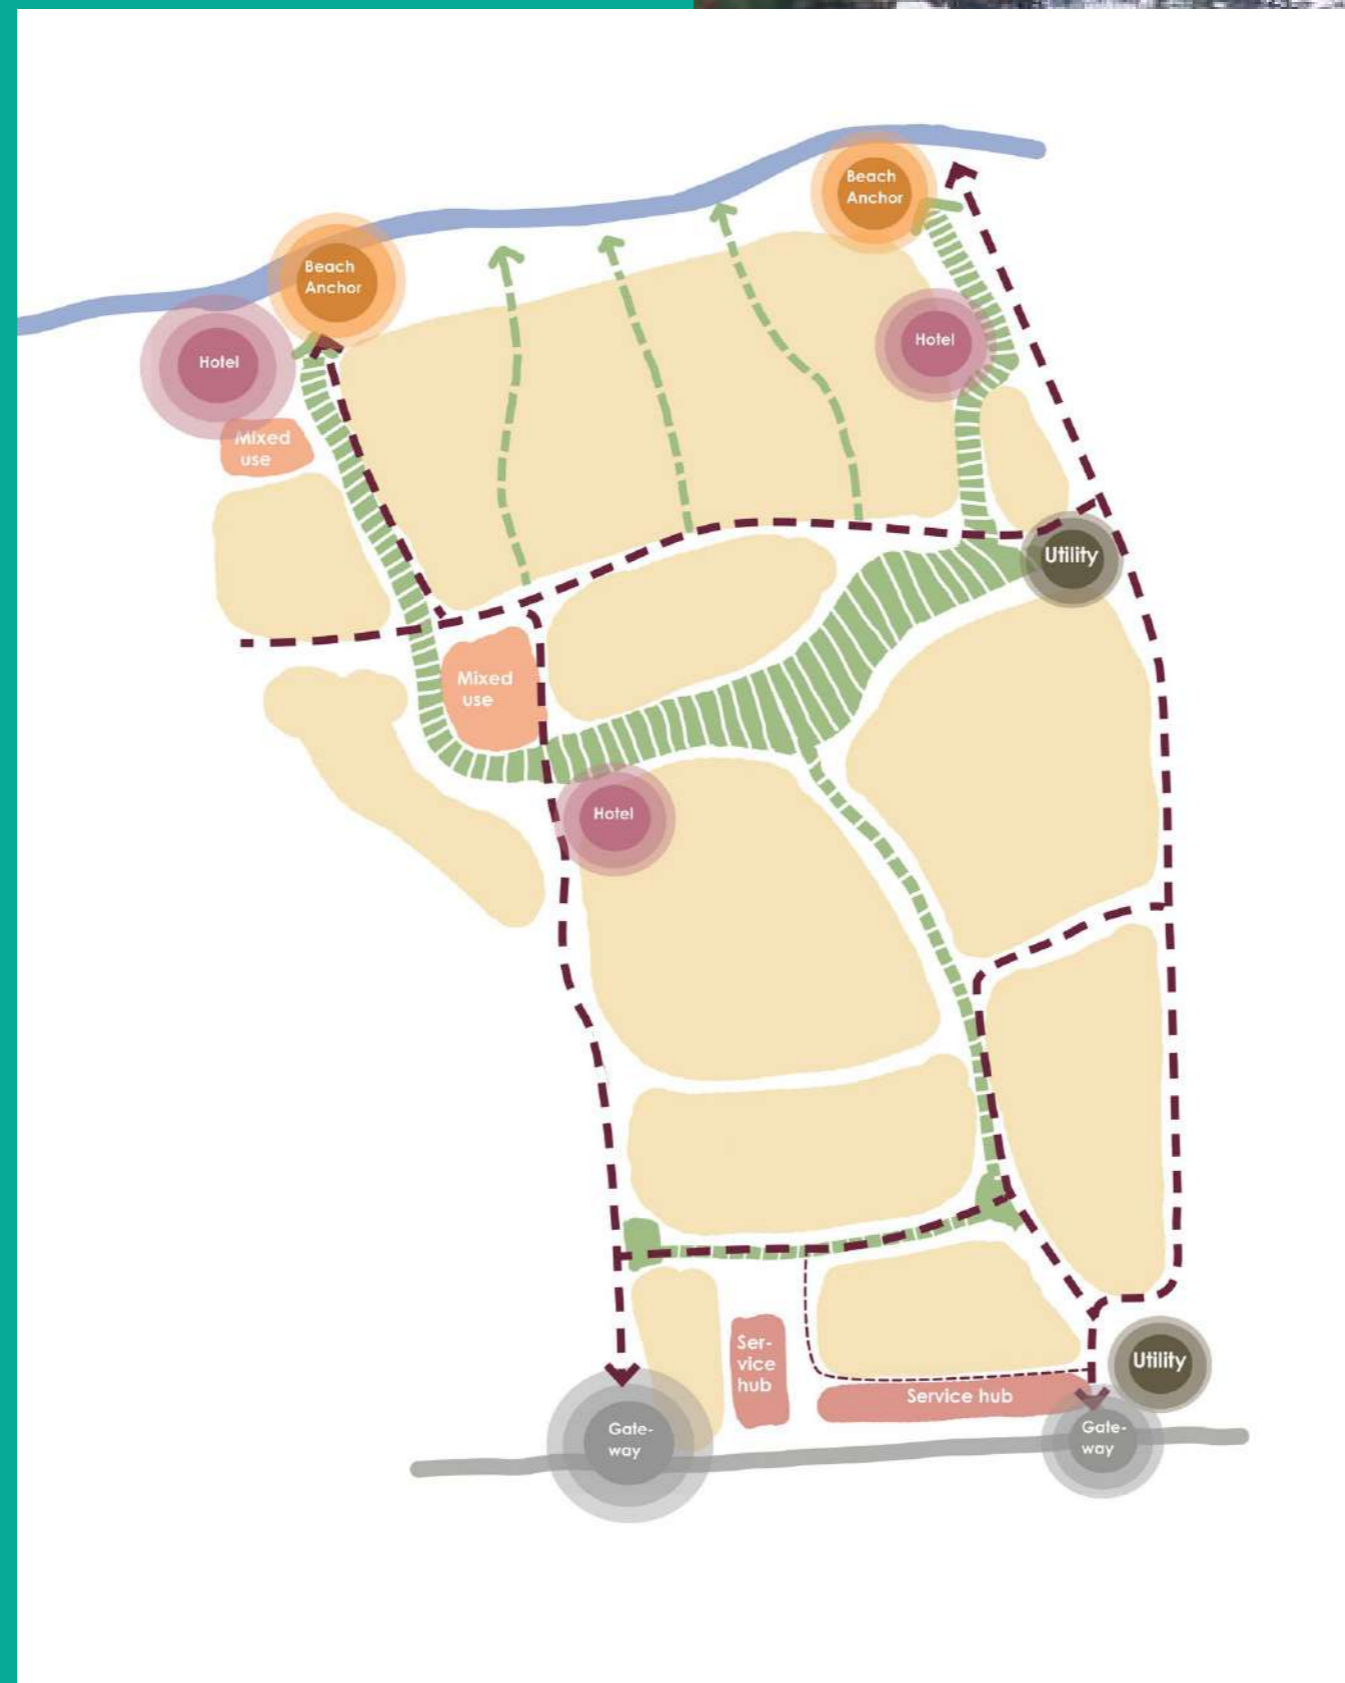 Beach
Anchor
Beach
Anchor
Hotel
Hotel
Mixed
use
Utility
Mixed
use
Hotel
Ser-
vice
hub
Utility
Service hub
Gate-
way
Gate-
way